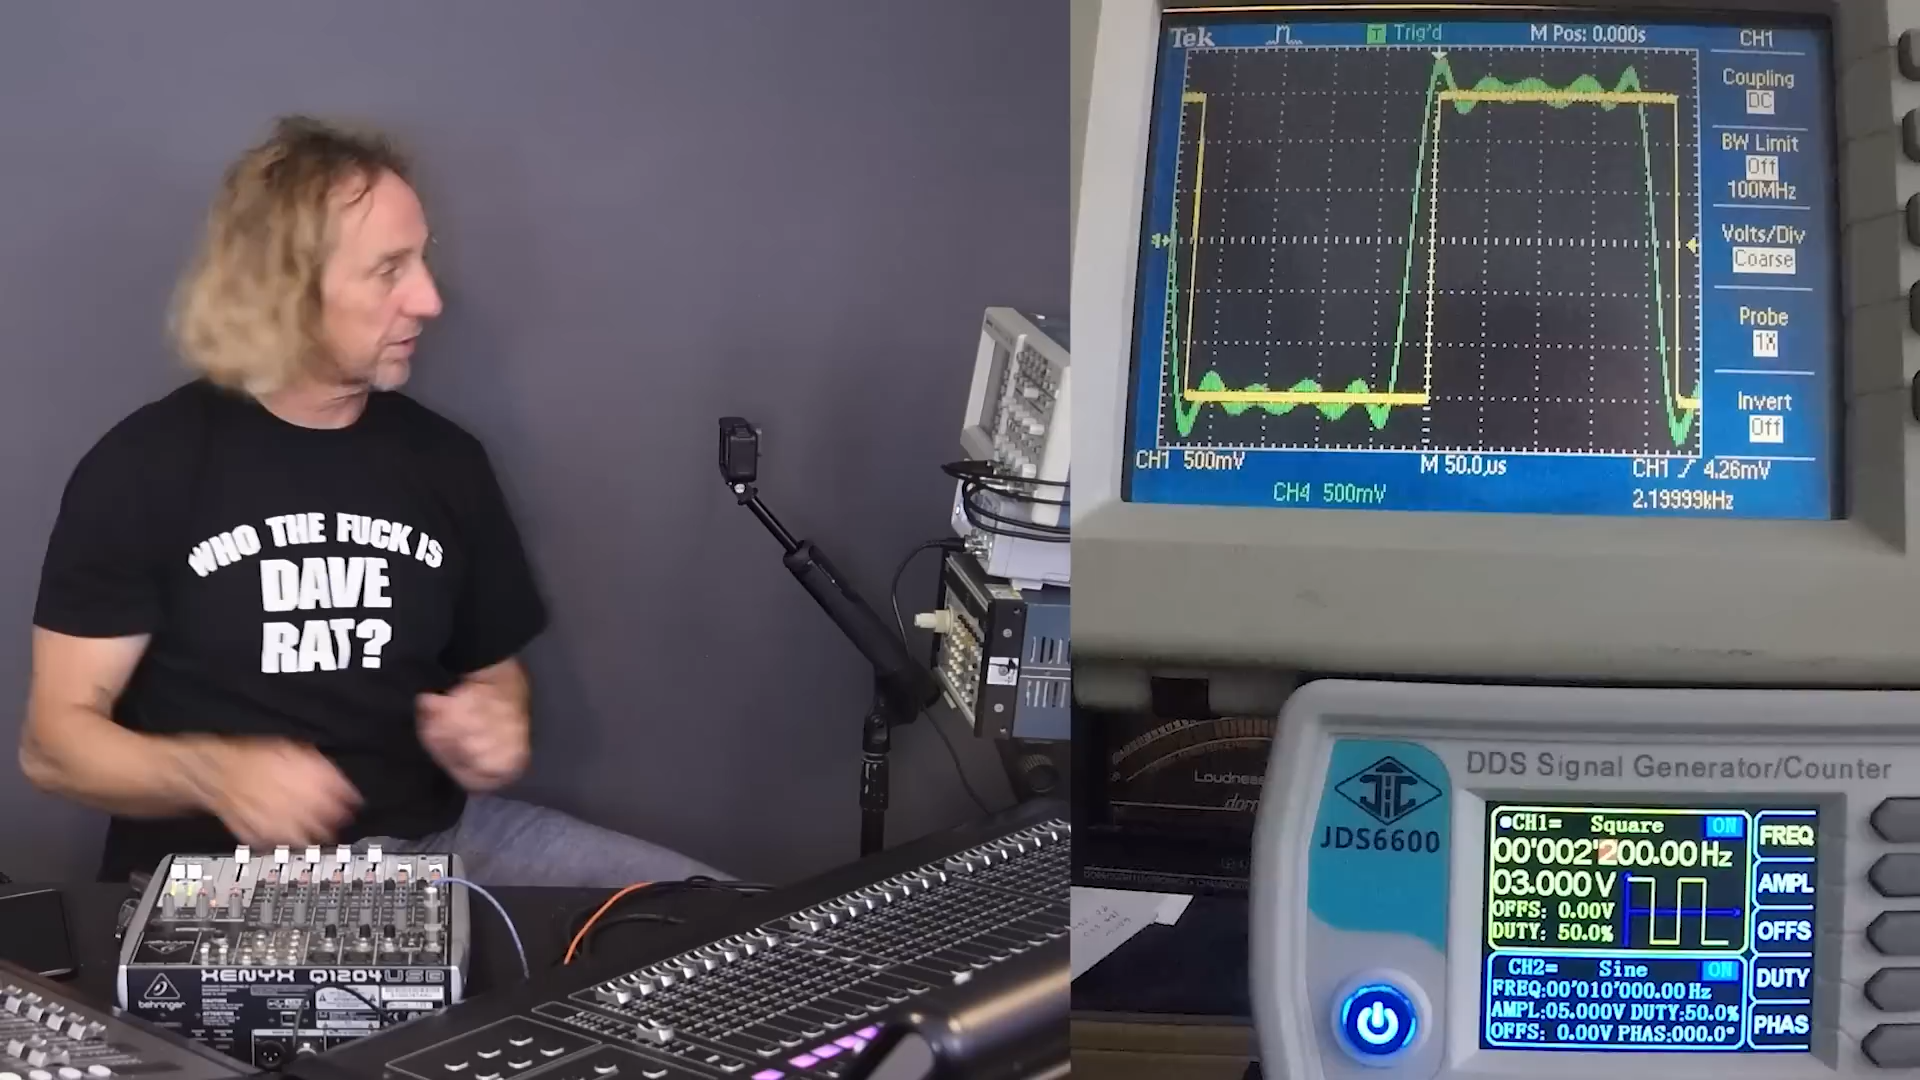 WHO THE FUCK IS
DAVE
RAT?
XENYX Q1204USB
behringer
Tek
T Trig'd
M Pos: 0.000s
CH1
Coupling
DC
BW Limit
Off
100MHz
Volts/Div
Coarse
Probe
1X
Invert
Off
CH1 500mV
M 50.0µs
CH1 / 4.26mV
CH4 500mV
2.19999kHz
Loudness
DDS Signal Generator/Counter
JDS6600
CH1= Square ON
00'002'200.00 Hz
03.000 V
OFFS: 0.00V
DUTY: 50.0%
CH2= Sine ON
FREQ:00'010'000.00 Hz
AMPL:05.000V DUTY:50.0%
OFFS: 0.00V PHAS:000.0°
FREQ
AMPL
OFFS
DUTY
PHAS